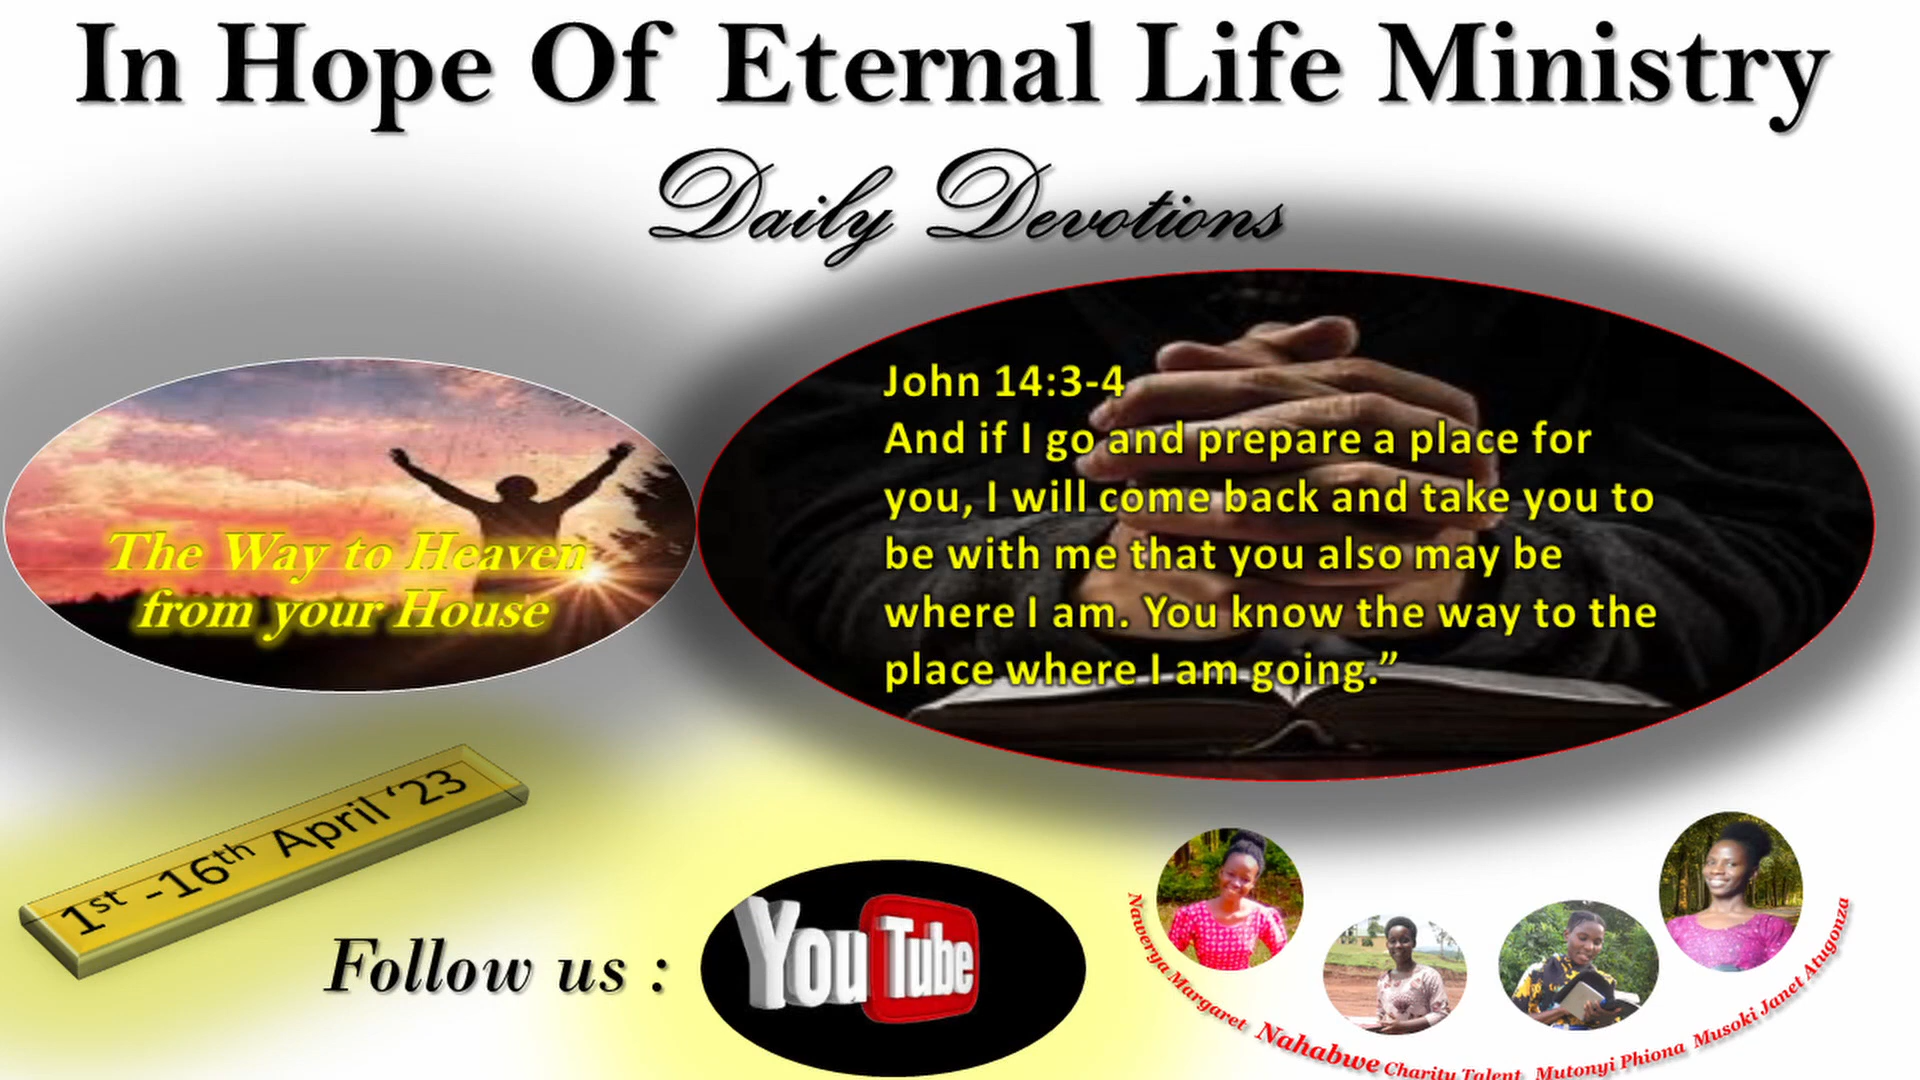 In Hope Of Eternal Life Ministry
Daily Devotions
The Way to Heaven
from your House
John 14:3-4
And if I go and prepare a place for
you, I will come back and take you to
be with me that you also may be
where I am. You know the way to the
place where I am going.”
1st -16th April ‘23
Follow us :
YouTube
Naverya Margaret Nahabwe Charity Talent Mutonyi Phiona Musoki Janet Atugonza